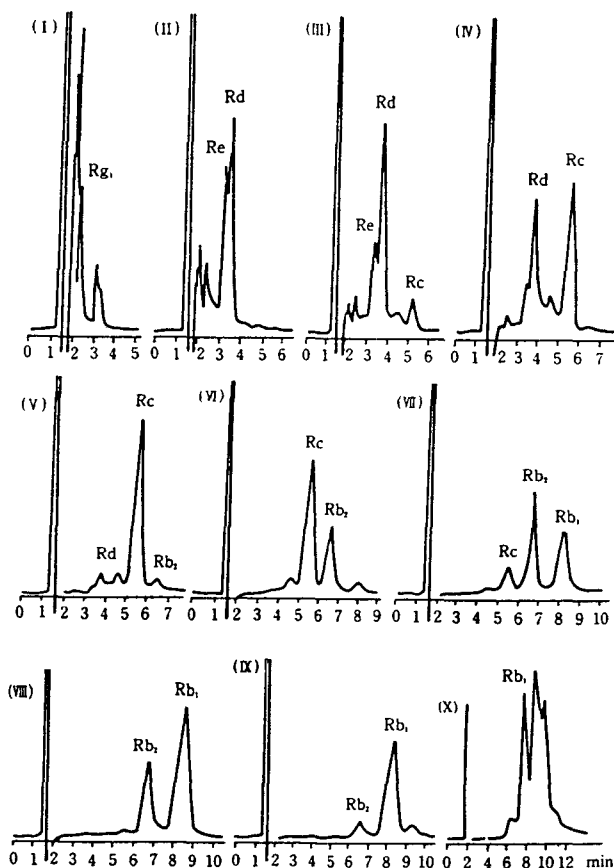 (I) (II) (III) (IV)
Rd Rd
Rg₁ Re Rd Rc
Re Rc
0 1 2 3 4 5 0 2 3 4 5 6 0 1 2 3 4 5 6 0 1 2 3 4 5 6 7
(V) Rc (VI) (VII)
Rc Rb₂
Rd Rb₂ Rb₂ Rc Rb₁
0 1 2 3 4 5 6 7 0 1 2 3 4 5 6 7 8 9 0 1 2 3 4 5 6 7 8 9 10
(VIII) Rb₁ (IX) Rb₁ (X) Rb₁
Rb₂ Rb₂
0 1 2 3 4 5 6 7 8 9 10 0 1 2 3 4 5 6 7 8 9 10 0 2 4 6 8 10 12 min